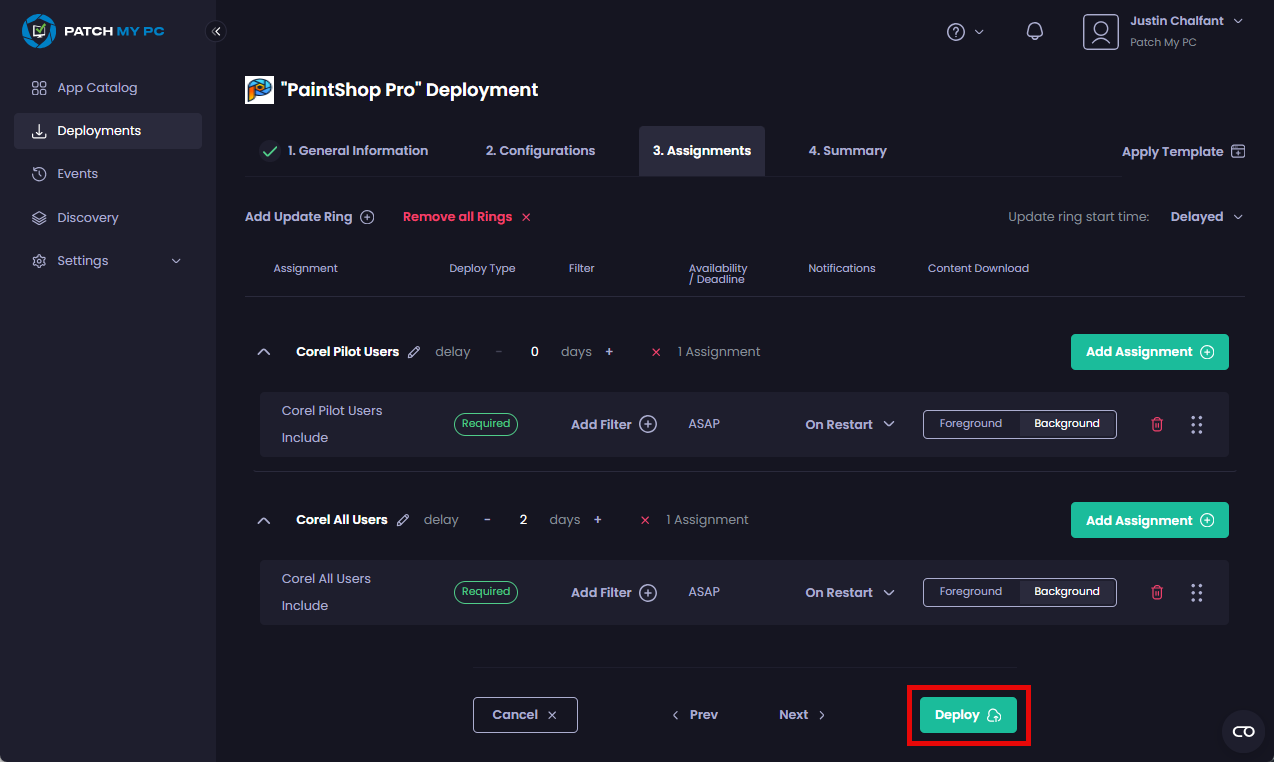 PATCH MY PC
Justin Chalfant
Patch My PC
App Catalog
Deployments
Events
Discovery
Settings
"PaintShop Pro" Deployment
1. General Information 2. Configurations 3. Assignments 4. Summary Apply Template
Add Update Ring Remove all Rings × Update ring start time: Delayed
Assignment Deploy Type Filter Availability / Deadline Notifications Content Download
Corel Pilot Users delay - 0 days + × 1 Assignment Add Assignment
Corel Pilot Users
Include
Required Add Filter ASAP On Restart Foreground Background
Corel All Users delay - 2 days + × 1 Assignment Add Assignment
Corel All Users
Include
Required Add Filter ASAP On Restart Foreground Background
Cancel × < Prev Next > Deploy